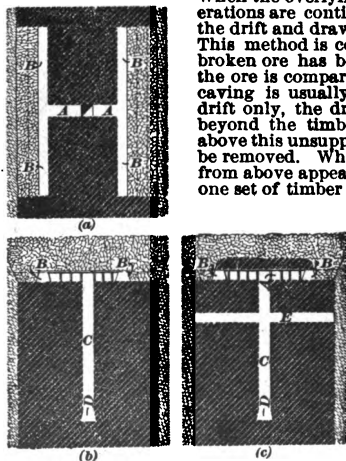 When the overlyin
erations are conti
the drift and draw
This method is c
broken ore has b
the ore is compar
caving is usually
drift only, the dr
beyond the timb
above this unsupp
be removed. Wh
from above appea
one set of timber
B B
A A
B B
(a)
B B
C
D
(b)
B B
E
C
D
(c)